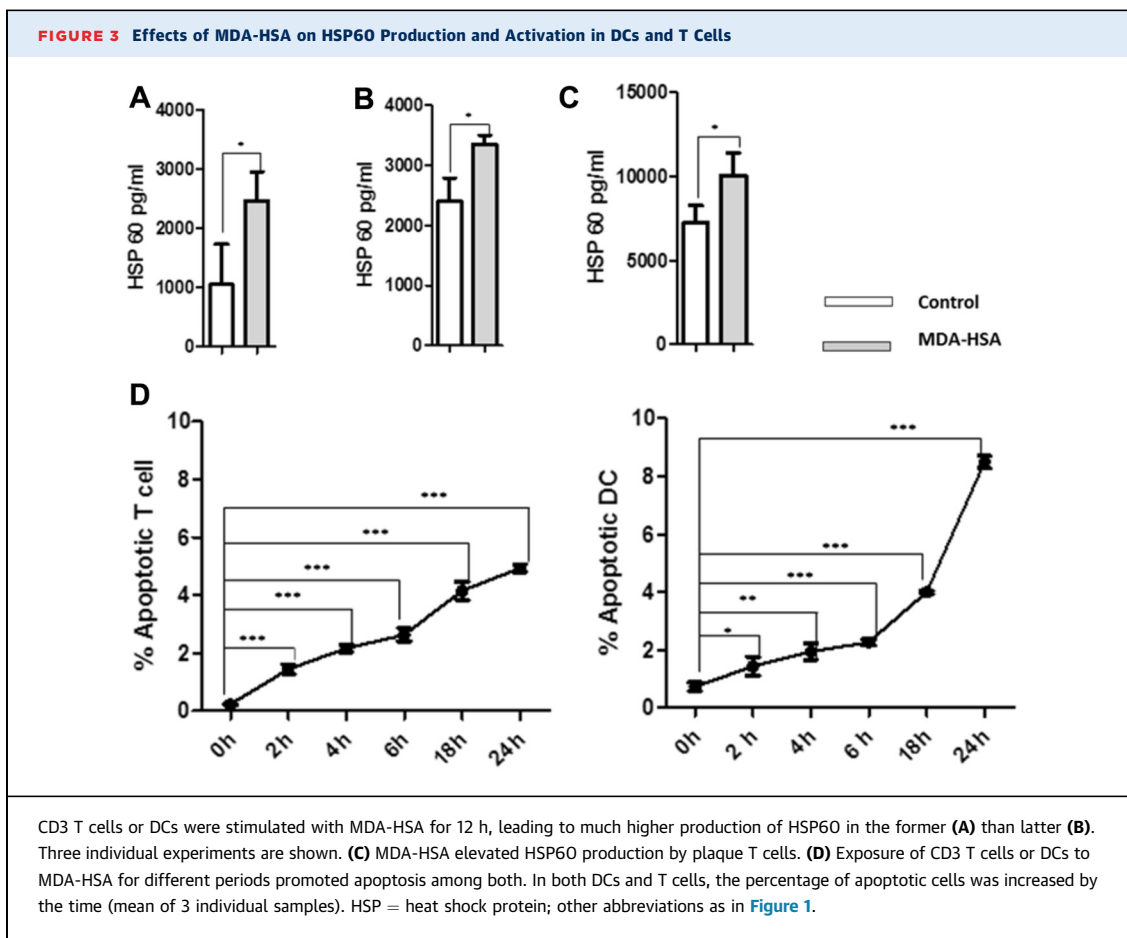 FIGURE 3 Effects of MDA-HSA on HSP60 Production and Activation in DCs and T Cells
A
4000
3000
2000
1000
0
HSP 60 pg/ml
*
B
4000
3000
2000
1000
0
HSP 60 pg/ml
*
C
15000
10000
5000
0
HSP 60 pg/ml
*
Control
MDA-HSA
D
10
8
6
4
2
0
% Apoptotic T cell
***
***
***
***
***
0h
2h
4h
6h
18h
24h
10
8
6
4
2
0
% Apoptotic DC
***
***
***
**
*
0h
2 h
4h
6 h
18h
24h
CD3 T cells or DCs were stimulated with MDA-HSA for 12 h, leading to much higher production of HSP60 in the former (A) than latter (B).
Three individual experiments are shown. (C) MDA-HSA elevated HSP60 production by plaque T cells. (D) Exposure of CD3 T cells or DCs to
MDA-HSA for different periods promoted apoptosis among both. In both DCs and T cells, the percentage of apoptotic cells was increased by
the time (mean of 3 individual samples). HSP = heat shock protein; other abbreviations as in Figure 1.